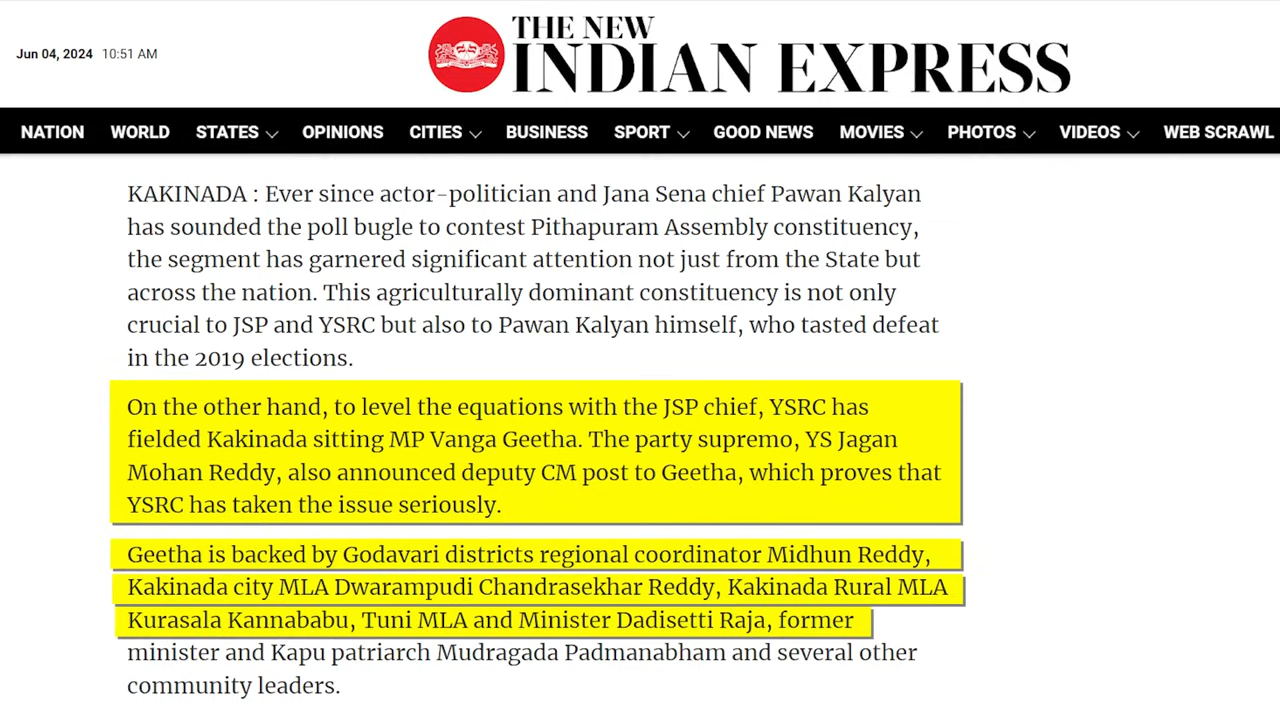 THE NEW
Jun 04, 2024 10:51 AM
INDIAN EXPRESS
NATION WORLD STATES OPINIONS CITIES BUSINESS SPORT GOOD NEWS MOVIES PHOTOS VIDEOS WEB SCRAWL
KAKINADA : Ever since actor-politician and Jana Sena chief Pawan Kalyan
has sounded the poll bugle to contest Pithapuram Assembly constituency,
the segment has garnered significant attention not just from the State but
across the nation. This agriculturally dominant constituency is not only
crucial to JSP and YSRC but also to Pawan Kalyan himself, who tasted defeat
in the 2019 elections.
On the other hand, to level the equations with the JSP chief, YSRC has
fielded Kakinada sitting MP Vanga Geetha. The party supremo, YS Jagan
Mohan Reddy, also announced deputy CM post to Geetha, which proves that
YSRC has taken the issue seriously.
Geetha is backed by Godavari districts regional coordinator Midhun Reddy,
Kakinada city MLA Dwarampudi Chandrasekhar Reddy, Kakinada Rural MLA
Kurasala Kannababu, Tuni MLA and Minister Dadisetti Raja, former
minister and Kapu patriarch Mudragada Padmanabham and several other
community leaders.